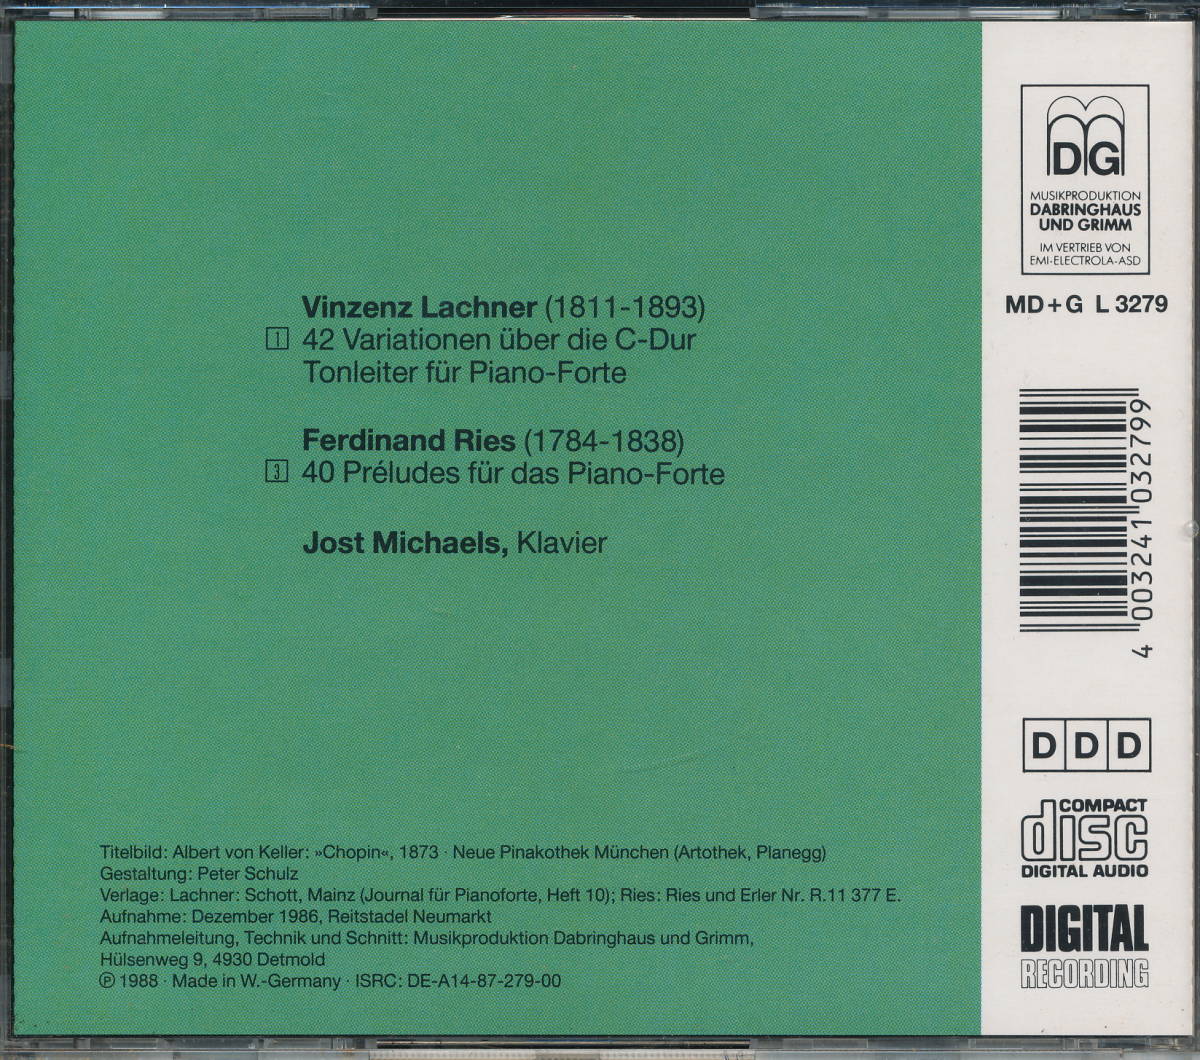 Vinzenz Lachner (1811-1893)
1 42 Variationen über die C-Dur
Tonleiter für Piano-Forte
Ferdinand Ries (1784-1838)
3 40 Préludes für das Piano-Forte
Jost Michaels, Klavier
Titelbild: Albert von Keller: »Chopin«, 1873 · Neue Pinakothek München (Artothek, Planegg)
Gestaltung: Peter Schulz
Verlage: Lachner: Schott, Mainz (Journal für Pianoforte, Heft 10); Ries: Ries und Erler Nr. R.11 377 E.
Aufnahme: Dezember 1986, Reitstadel Neumarkt
Aufnahmeleitung, Technik und Schnitt: Musikproduktion Dabringhaus und Grimm,
Hülsenweg 9, 4930 Detmold
℗ 1988 · Made in W.-Germany · ISRC: DE-A14-87-279-00
MDG
MUSIKPRODUKTION
DABRINGHAUS
UND GRIMM
IM VERTRIEB VON
EMI-ELECTROLA-ASD
MD+G L 3279
4 003241 032799
DDD
COMPACT
disc
DIGITAL AUDIO
DIGITAL
RECORDING